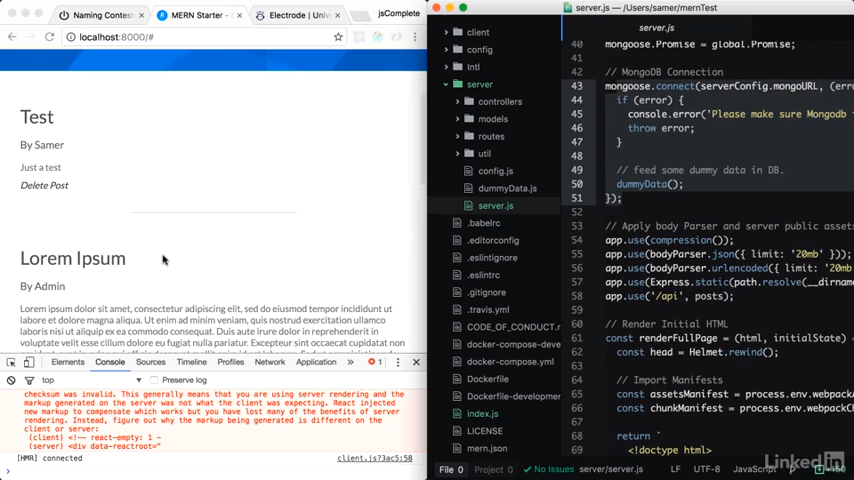 Naming Contest
MERN Starter -
Electrode | Univ
jsComplete
localhost:8000/#
Test
By Samer
Just a test
Delete Post
Lorem Ipsum
By Admin
Lorem ipsum dolor sit amet, consectetur adipiscing elit, sed do eiusmod tempor incididunt ut
labore et dolore magna aliqua. Ut enim ad minim veniam, quis nostrud exercitation ullamco
laboris nisi ut aliquip ex ea commodo consequat. Duis aute irure dolor in reprehenderit in
voluptate velit esse cillum dolore eu fugiat nulla pariatur. Excepteur sint occaecat cupidatat non
Elements Console Sources Timeline Profiles Network Application » 1
top Preserve log
checksum was invalid. This generally means that you are using server rendering and the
markup generated on the server was not what the client was expecting. React injected
new markup to compensate which works but you have lost many of the benefits of server
rendering. Instead, figure out why the markup being generated is different on the
client or server:
(client) <!-- react-empty: 1 -
(server) <div data-reactroot="
[HMR] connected client.js?3ac5:58
>
server.js — /Users/samer/mernTest
client
config
Intl
server
controllers
models
routes
util
config.js
dummyData.js
server.js
.babelrc
.editorconfig
.eslintignore
.eslintrc
.gitignore
.travis.yml
CODE_OF_CONDUCT.m
docker-compose-deve
docker-compose.yml
Dockerfile
Dockerfile-developmen
index.js
LICENSE
mern.json
server.js
40 mongoose.Promise = global.Promise;
41
42 // MongoDB Connection
43 mongoose.connect(serverConfig.mongoURL, (erro
44 if (error) {
45 console.error('Please make sure Mongodb
46 throw error;
47 }
48
49 // feed some dummy data in DB.
50 dummyData();
51 });
52
53 // Apply body Parser and server public assets
54 app.use(compression());
55 app.use(bodyParser.json({ limit: '20mb' }));
56 app.use(bodyParser.urlencoded({ limit: '20mb
57 app.use(Express.static(path.resolve(__dirname
58 app.use('/api', posts);
59
60 // Render Initial HTML
61 const renderFullPage = (html, initialState) =
62 const head = Helmet.rewind();
63
64 // Import Manifests
65 const assetsManifest = process.env.webpackA
66 const chunkManifest = process.env.webpackCh
67
68 return `
69 <!doctype html>
File 0 Project 0 No Issues server/server.js LF UTF-8 JavaScript
LinkedIn